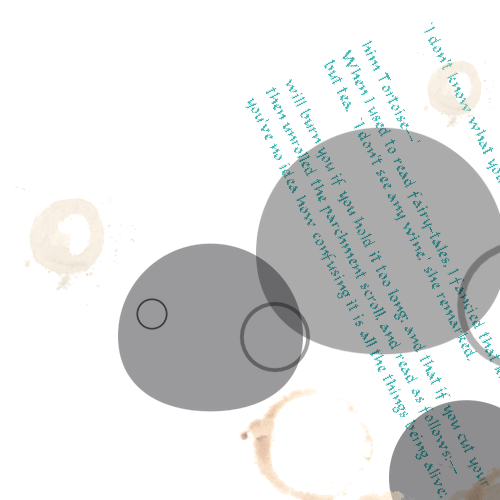 'I don't know what you
him Tortoise—
When I used to read fairy-tales, I fancied that
but tea. 'I don't see any wine,' she remarked.
will burn you if you hold it too long; and that if you cut your
then unrolled the parchment scroll, and read as follows:—
you've no idea how confusing it is all the things being alive;